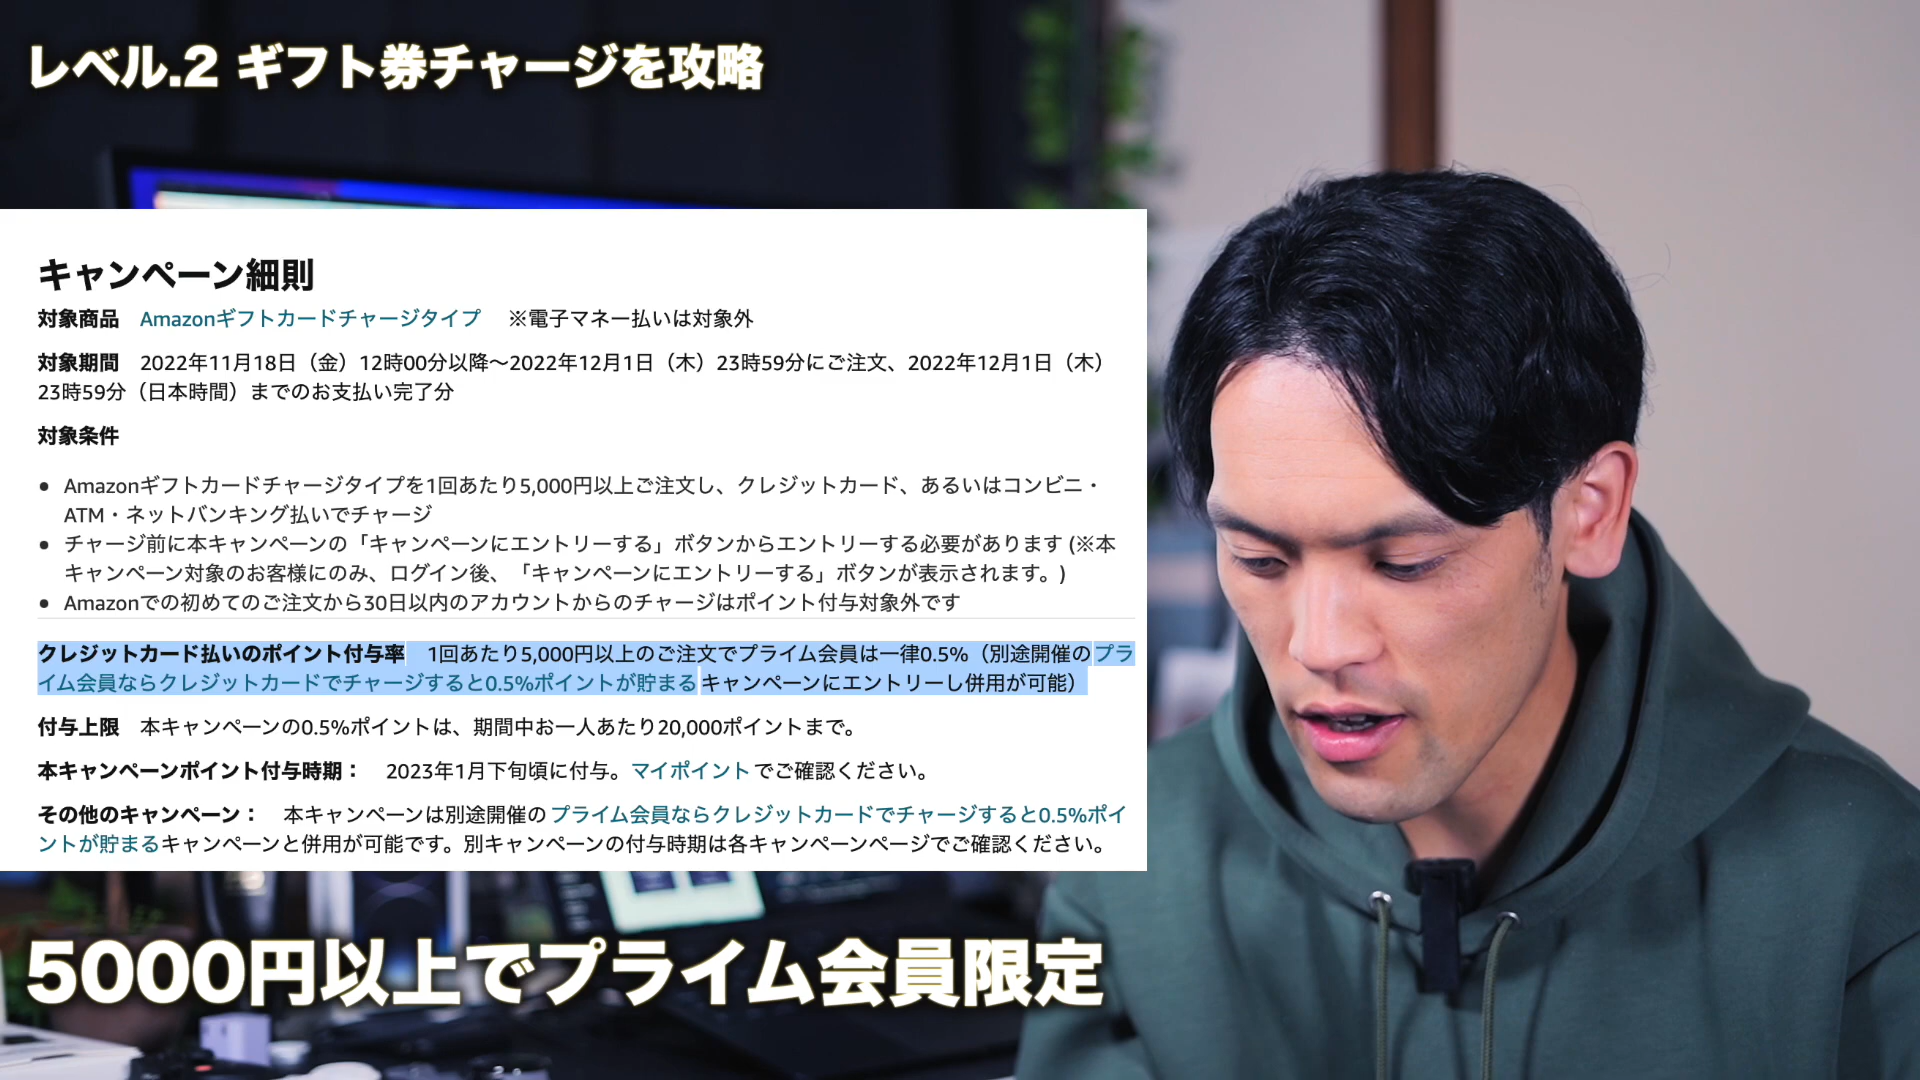 レベル.2 ギフト券チャージを攻略
キャンペーン細則
対象商品 Amazonギフトカードチャージタイプ ※電子マネー払いは対象外
対象期間 2022年11月18日（金）12時00分以降～2022年12月1日（木）23時59分にご注文、2022年12月1日（木）
23時59分（日本時間）までのお支払い完了分
対象条件
• Amazonギフトカードチャージタイプを1回あたり5,000円以上ご注文し、クレジットカード、あるいはコンビニ・
ATM・ネットバンキング払いでチャージ
• チャージ前に本キャンペーンの「キャンペーンにエントリーする」ボタンからエントリーする必要があります (※本
キャンペーン対象のお客様にのみ、ログイン後、「キャンペーンにエントリーする」ボタンが表示されます。)
• Amazonでの初めてのご注文から30日以内のアカウントからのチャージはポイント付与対象外です
クレジットカード払いのポイント付与率 1回あたり5,000円以上のご注文でプライム会員は一律0.5%（別途開催のプラ
イム会員ならクレジットカードでチャージすると0.5%ポイントが貯まる キャンペーンにエントリーし併用が可能）
付与上限 本キャンペーンの0.5%ポイントは、期間中お一人あたり20,000ポイントまで。
本キャンペーンポイント付与時期： 2023年1月下旬頃に付与。マイポイントでご確認ください。
その他のキャンペーン： 本キャンペーンは別途開催のプライム会員ならクレジットカードでチャージすると0.5%ポイ
ントが貯まるキャンペーンと併用が可能です。別キャンペーンの付与時期は各キャンペーンページでご確認ください。
5000円以上でプライム会員限定